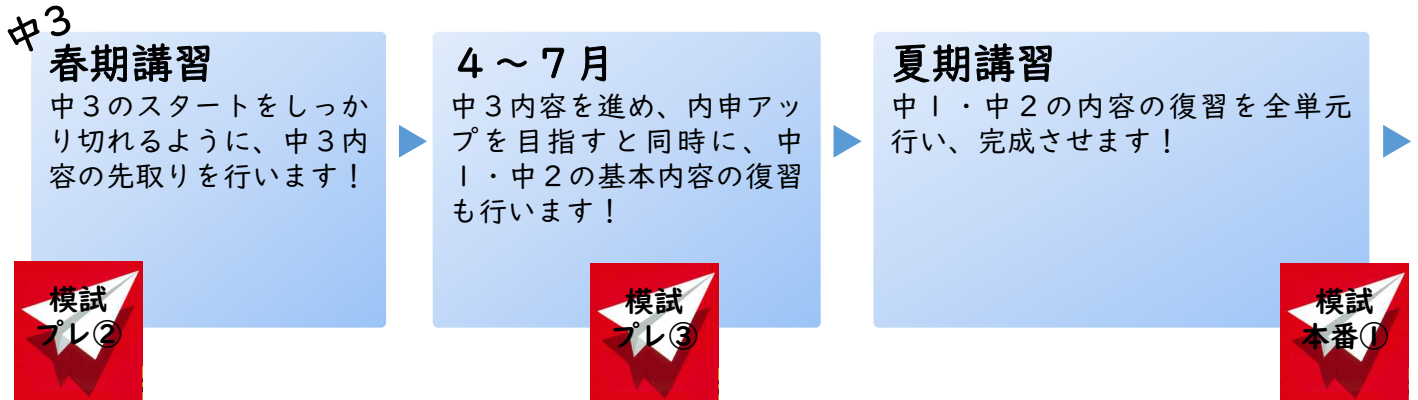 中３
春期講習
中３のスタートをしっか
り切れるように、中３内
容の先取りを行います！
４～７月
中３内容を進め、内申アッ
プを目指すと同時に、中
１・中２の基本内容の復習
も行います！
夏期講習
中１・中２の内容の復習を全単元
行い、完成させます！
模試
プレ②
模試
プレ③
模試
本番①